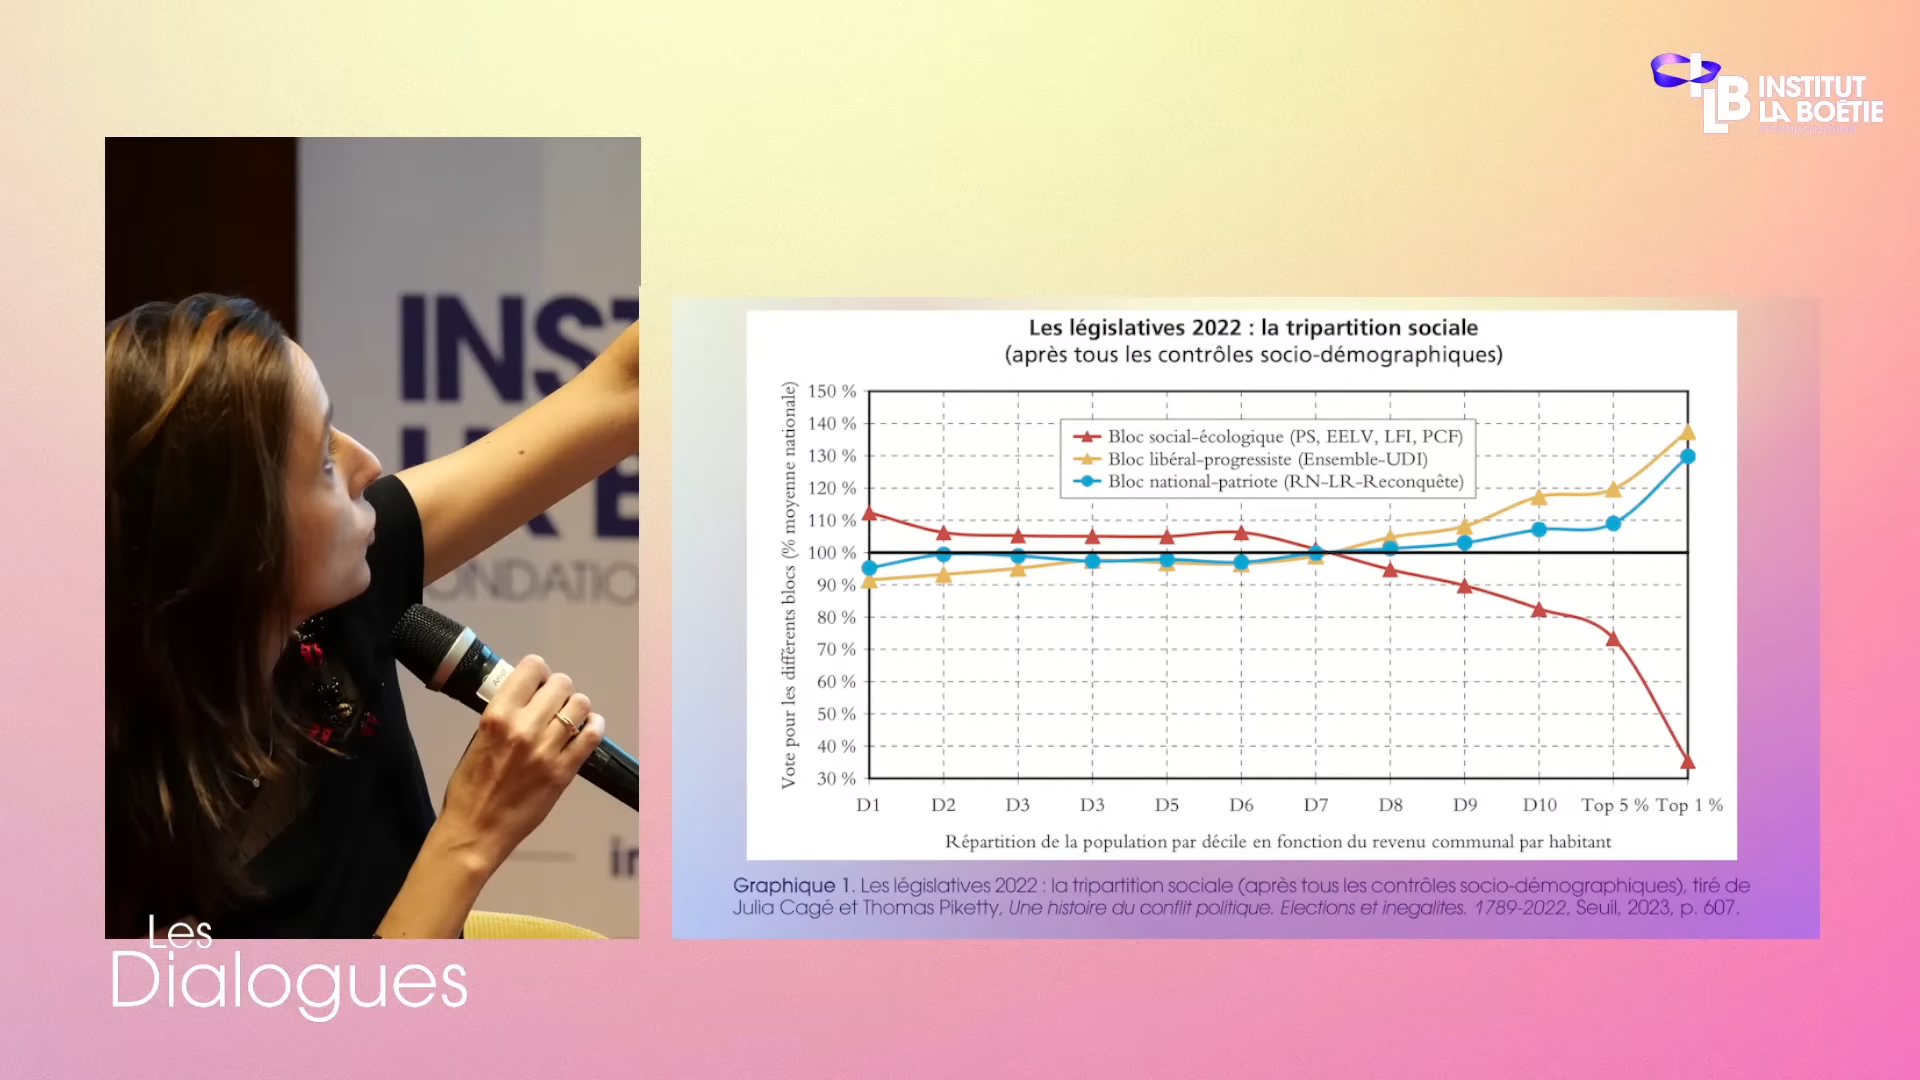 INSTITUT
LA BOÉTIE
INS
ONDATIO
Les législatives 2022 : la tripartition sociale
(après tous les contrôles socio-démographiques)
Vote pour les différents blocs (% moyenne nationale)
150 %
140 %
130 %
120 %
110 %
100 %
90 %
80 %
70 %
60 %
50 %
40 %
30 %
Bloc social-écologique (PS, EELV, LFI, PCF)
Bloc libéral-progressiste (Ensemble-UDI)
Bloc national-patriote (RN-LR-Reconquête)
D1 D2 D3 D3 D5 D6 D7 D8 D9 D10 Top 5 % Top 1 %
Répartition de la population par décile en fonction du revenu communal par habitant
Graphique 1. Les législatives 2022 : la tripartition sociale (après tous les contrôles socio-démographiques), tiré de
Julia Cagé et Thomas Piketty, Une histoire du conflit politique. Elections et inegalites. 1789-2022, Seuil, 2023, p. 607.
Les
Dialogues